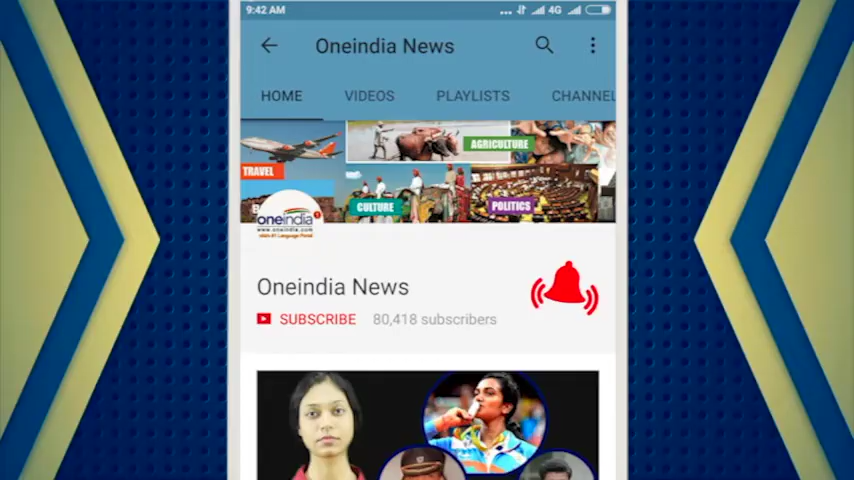 9:42 AM
4G
Oneindia News
HOME VIDEOS PLAYLISTS CHANNEL
AGRICULTURE
TRAVEL
CULTURE
POLITICS
oneindia
www.oneindia.com
Oneindia News
SUBSCRIBE 80,418 subscribers